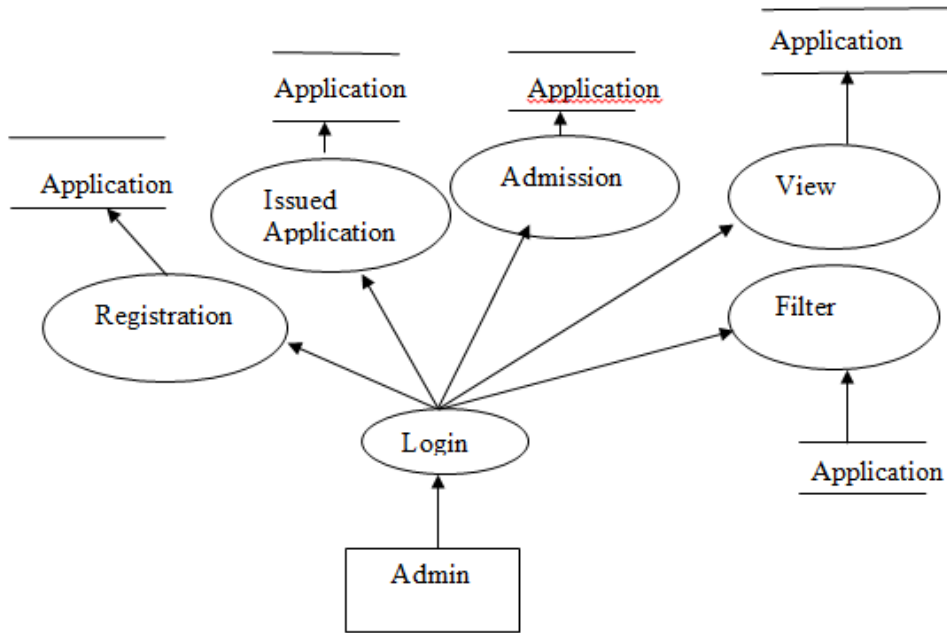 Application
Application
Application
Application
Issued
Application
Admission
View
Registration
Filter
Login
Application
Admin